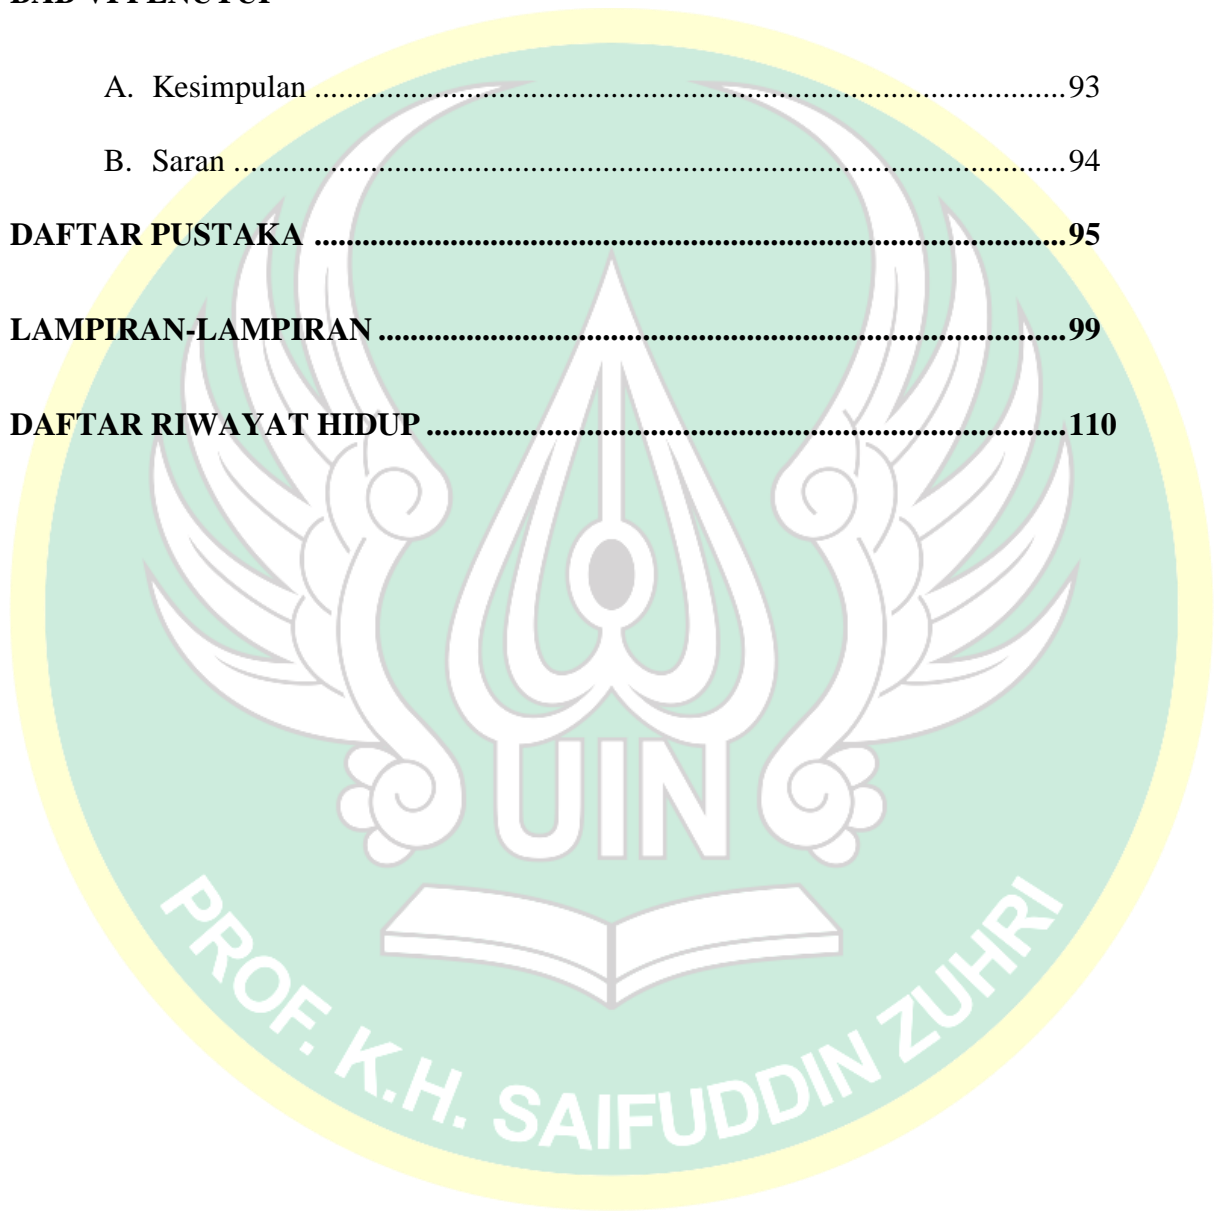 A. Kesimpulan ................................................................................................93
B. Saran ..........................................................................................................94
DAFTAR PUSTAKA ................................................................................................95
LAMPIRAN-LAMPIRAN ........................................................................................99
DAFTAR RIWAYAT HIDUP ..................................................................................110
UIN
PROF. K.H. SAIFUDDIN ZUHRI